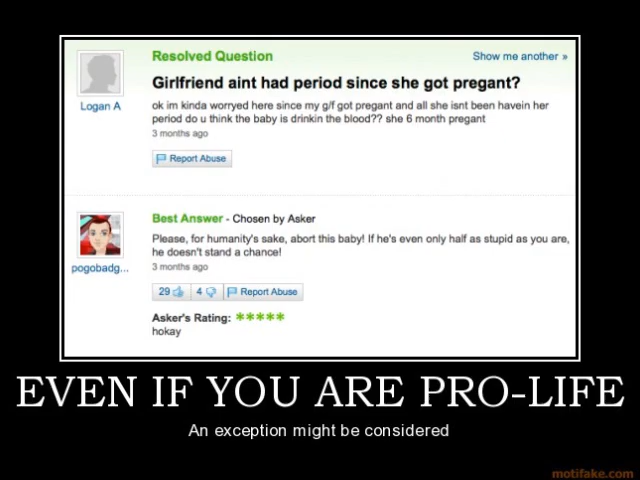 Resolved Question
Show me another »
Girlfriend aint had period since she got pregant?
Logan A
ok im kinda worryed here since my g/f got pregant and all she isnt been havein her
period do u think the baby is drinkin the blood?? she 6 month pregant
3 months ago
Report Abuse
Best Answer - Chosen by Asker
Please, for humanity's sake, abort this baby! If he's even only half as stupid as you are,
he doesn't stand a chance!
pogobadg...
3 months ago
29 4 Report Abuse
Asker's Rating: *****
hokay
EVEN IF YOU ARE PRO-LIFE
An exception might be considered
motifake.com